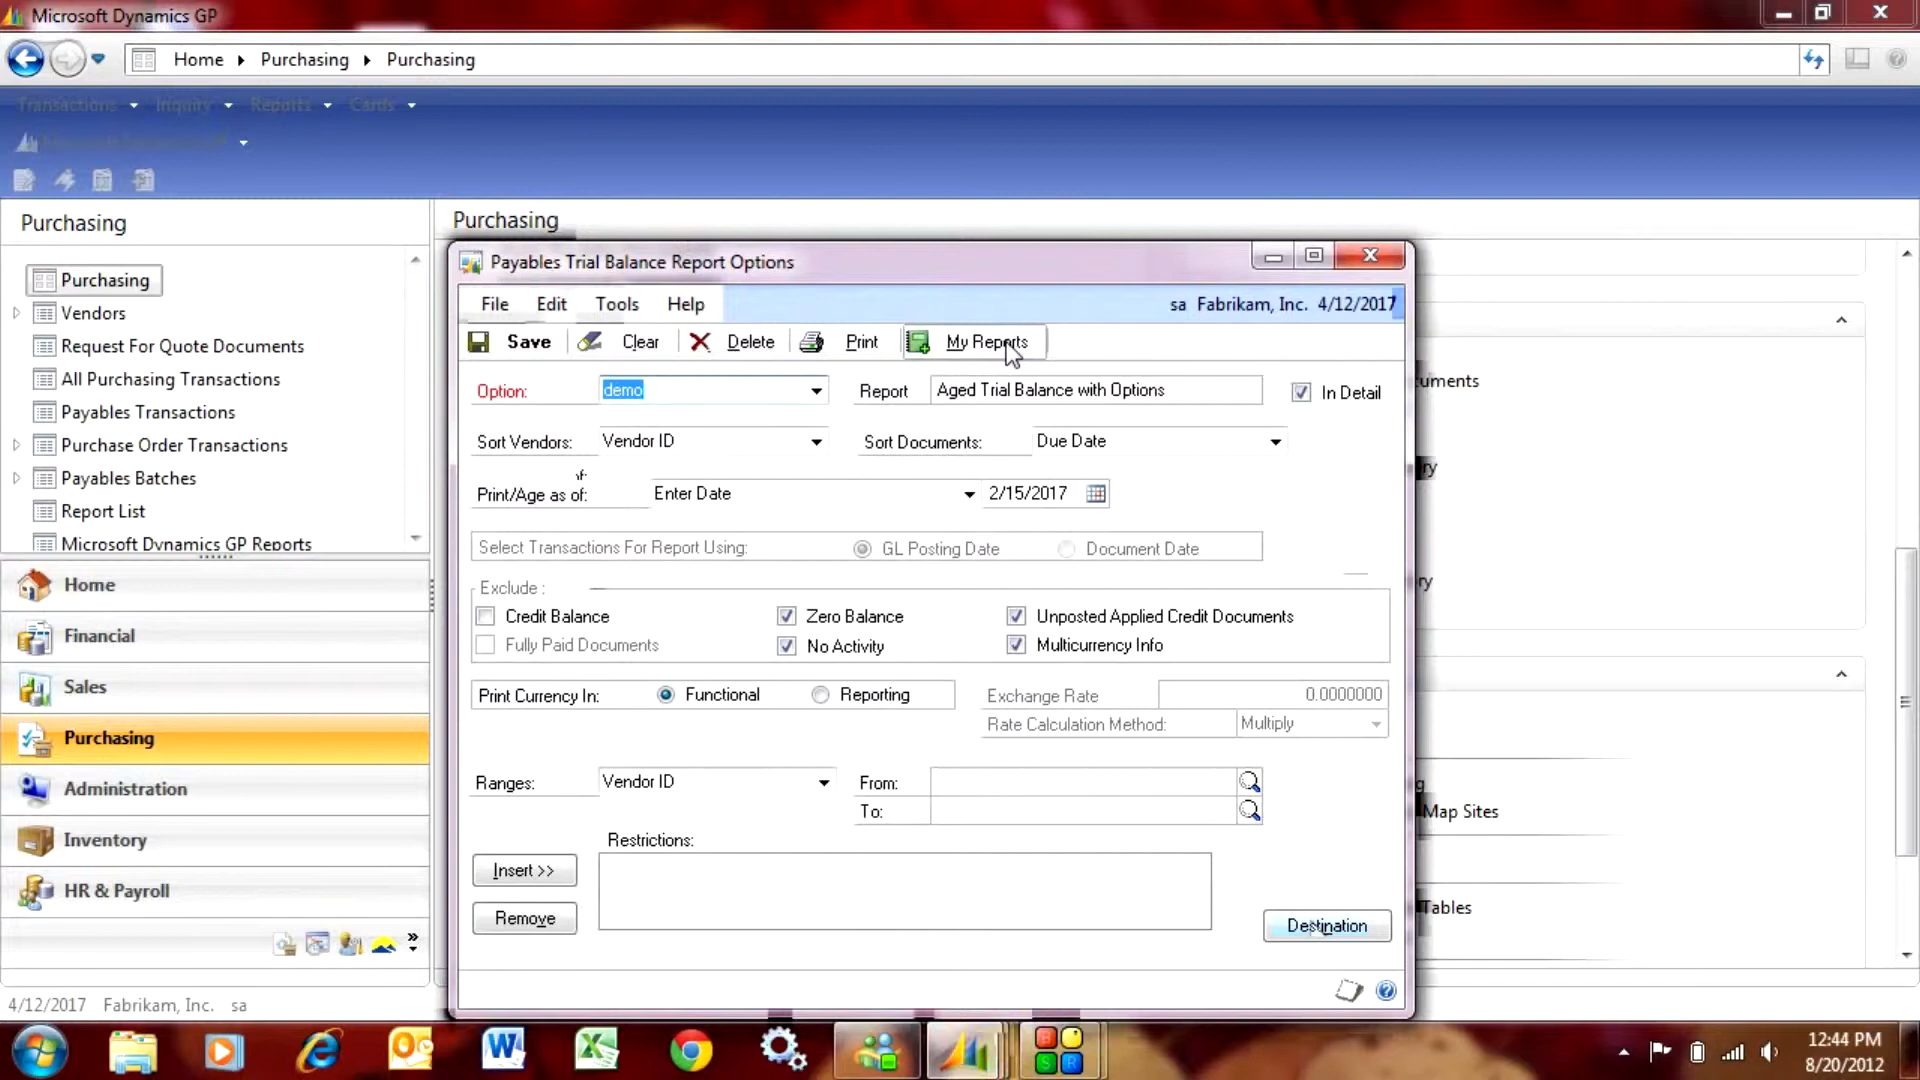 Microsoft Dynamics GP
Home Purchasing Purchasing
Transactions Inquiry Reports Cards
Purchasing
Purchasing
Purchasing
Vendors
Request For Quote Documents
All Purchasing Transactions
Payables Transactions
Purchase Order Transactions
Payables Batches
Report List
Microsoft Dynamics GP Reports
Home
Financial
Sales
Purchasing
Administration
Inventory
HR & Payroll
4/12/2017 Fabrikam, Inc. sa
Payables Trial Balance Report Options
File Edit Tools Help sa Fabrikam, Inc. 4/12/2017
Save Clear Delete Print My Reports
Option: demo Report Aged Trial Balance with Options In Detail
Sort Vendors: Vendor ID Sort Documents: Due Date
Print/Age as of: Enter Date 2/15/2017
Select Transactions For Report Using: GL Posting Date Document Date
Exclude :
Credit Balance Zero Balance Unposted Applied Credit Documents
Fully Paid Documents No Activity Multicurrency Info
Print Currency In: Functional Reporting Exchange Rate 0.0000000
Rate Calculation Method: Multiply
Ranges: Vendor ID From:
To:
Restrictions:
Insert >>
Remove
Destination
Map Sites
Tables
12:44 PM
8/20/2012